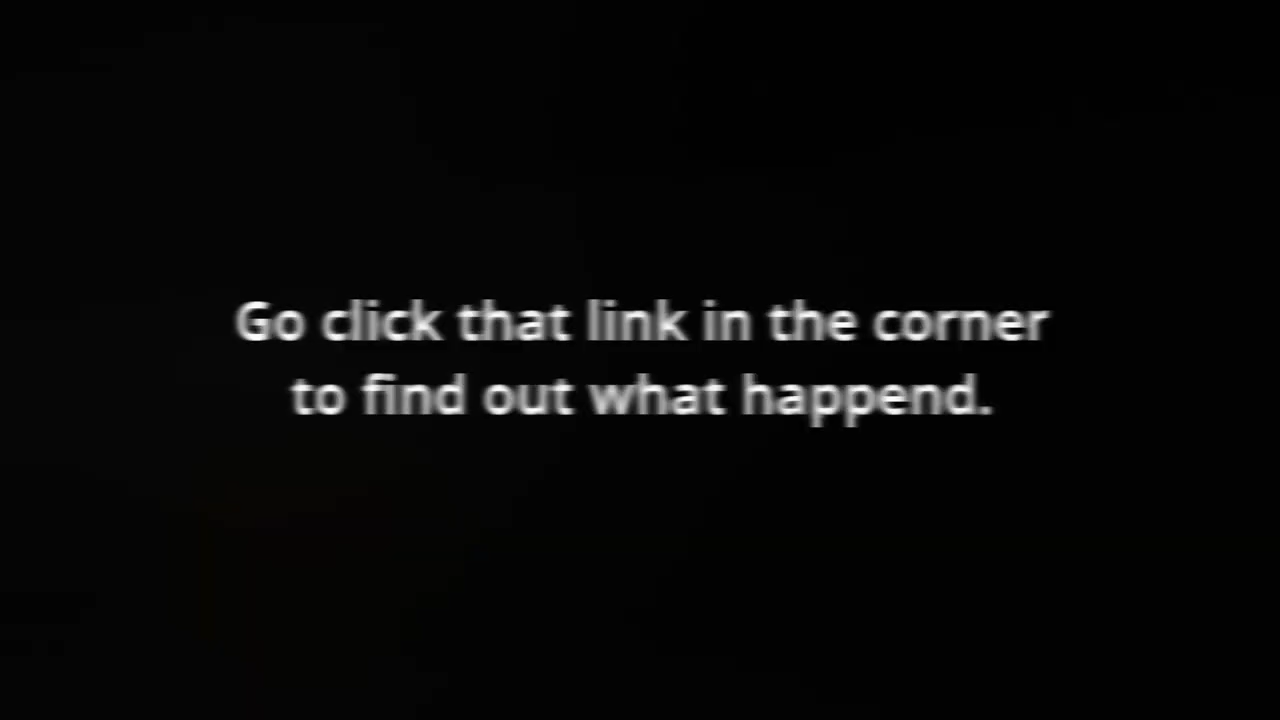 Go click that link in the corner
to find out what happend.